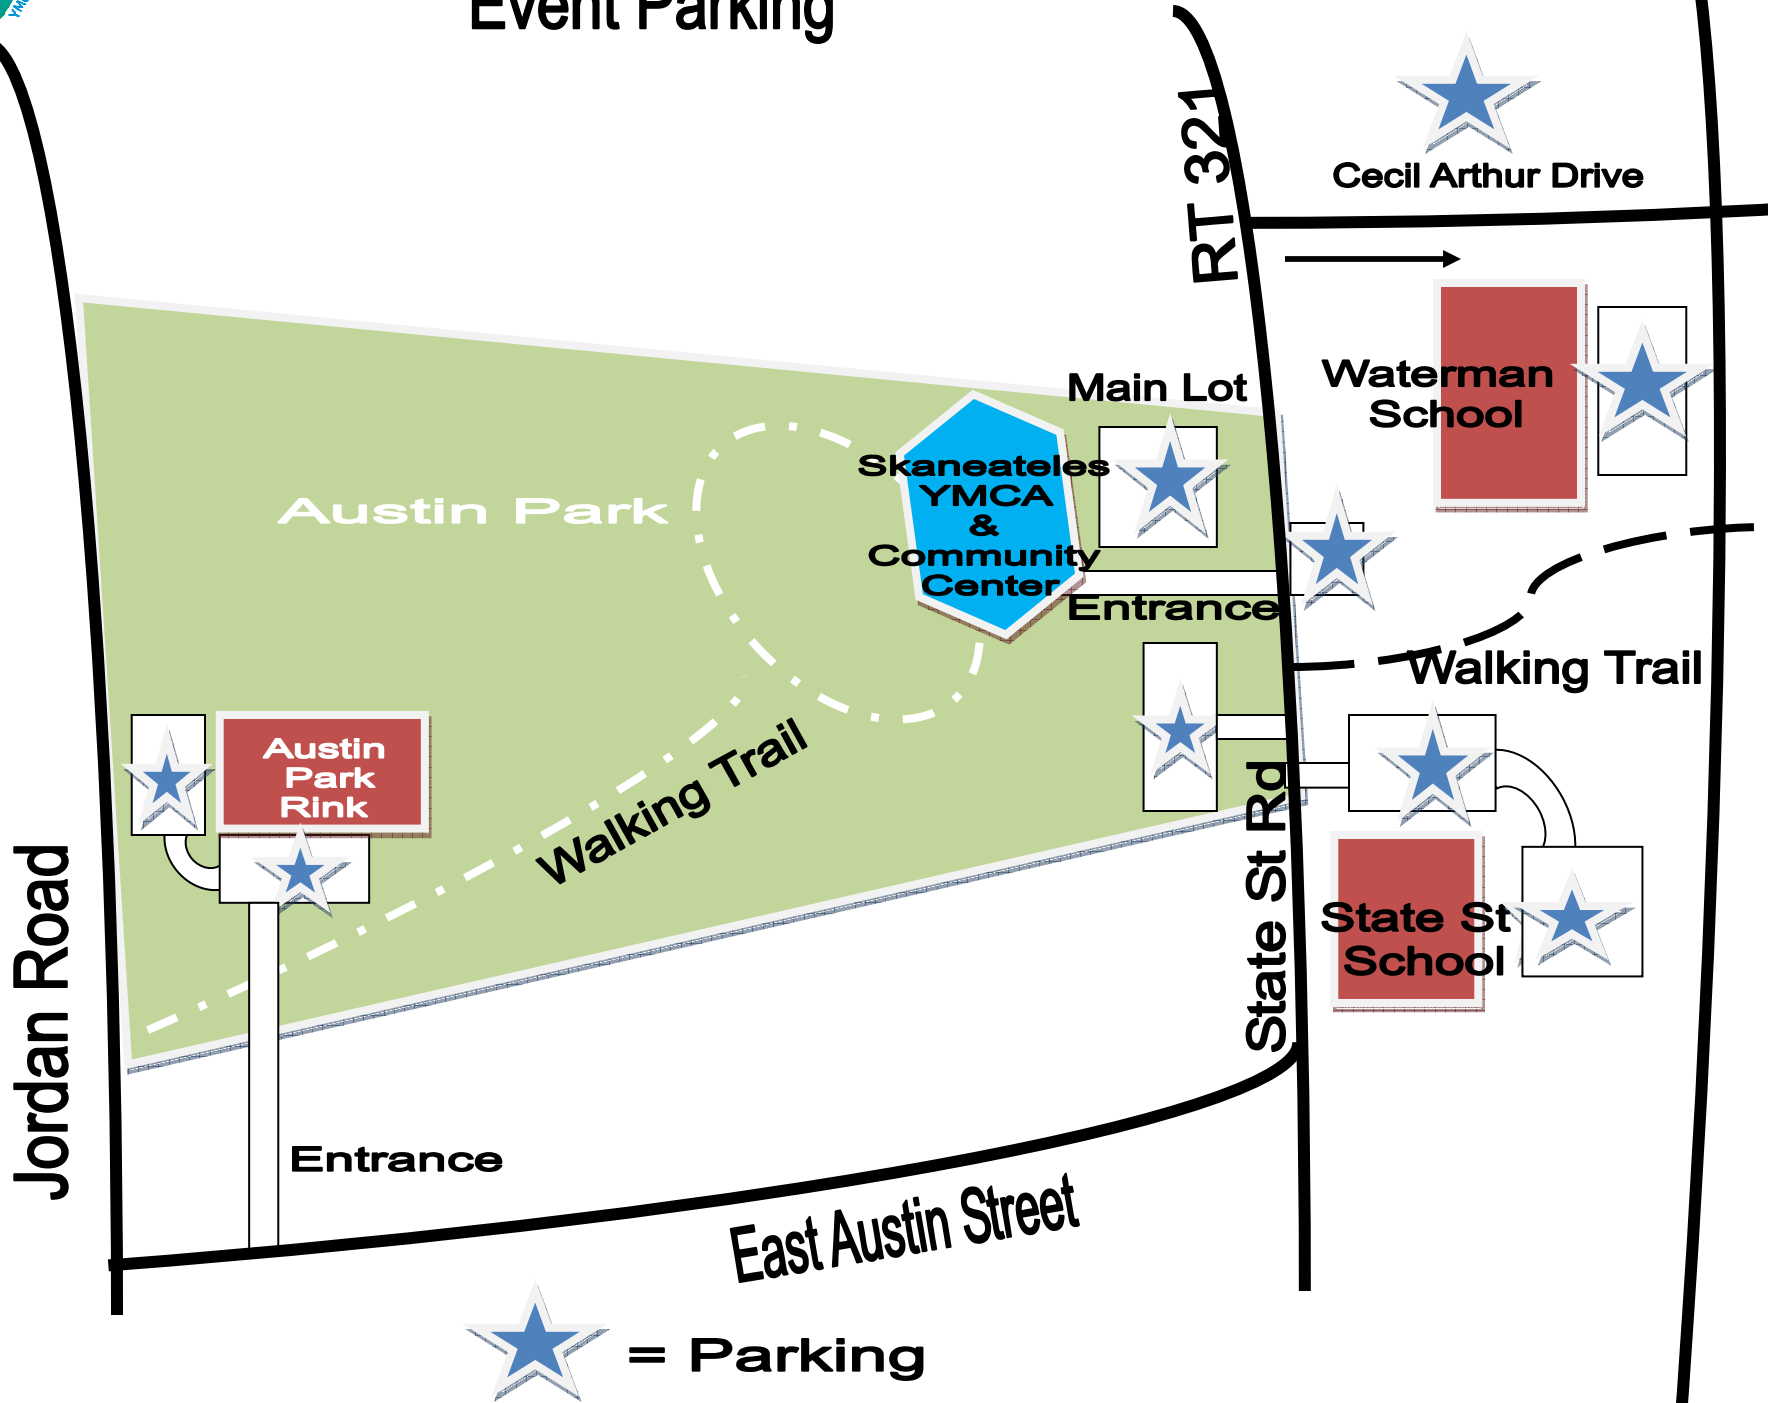 YMC
Event Parking
RT 321
Cecil Arthur Drive
Main Lot
Waterman
School
Skaneateles
YMCA
&
Community
Center
Austin Park
Entrance
Walking Trail
Walking Trail
Austin
Park
Rink
State St Rd
State St
School
Jordan Road
Entrance
East Austin Street
= Parking